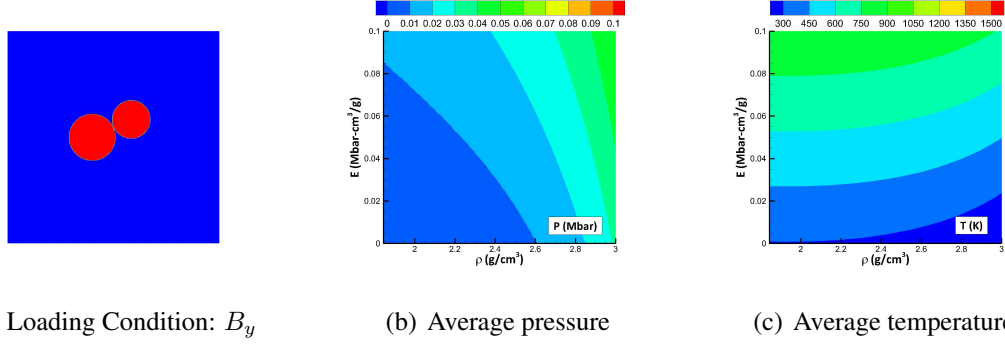 0 0.01 0.02 0.03 0.04 0.05 0.06 0.07 0.08 0.09 0.1
300 450 600 750 900 1050 1200 1350 1500
0.1
0.08
0.06
0.04
0.02
0
E (Mbar-cm³/g)
P (Mbar)
2 2.2 2.4 2.6 2.8 3
ρ (g/cm³)
0.1
0.08
0.06
0.04
0.02
0
E (Mbar-cm³/g)
T (K)
2 2.2 2.4 2.6 2.8 3
ρ (g/cm³)
Loading Condition: B_y
(b) Average pressure
(c) Average temperature